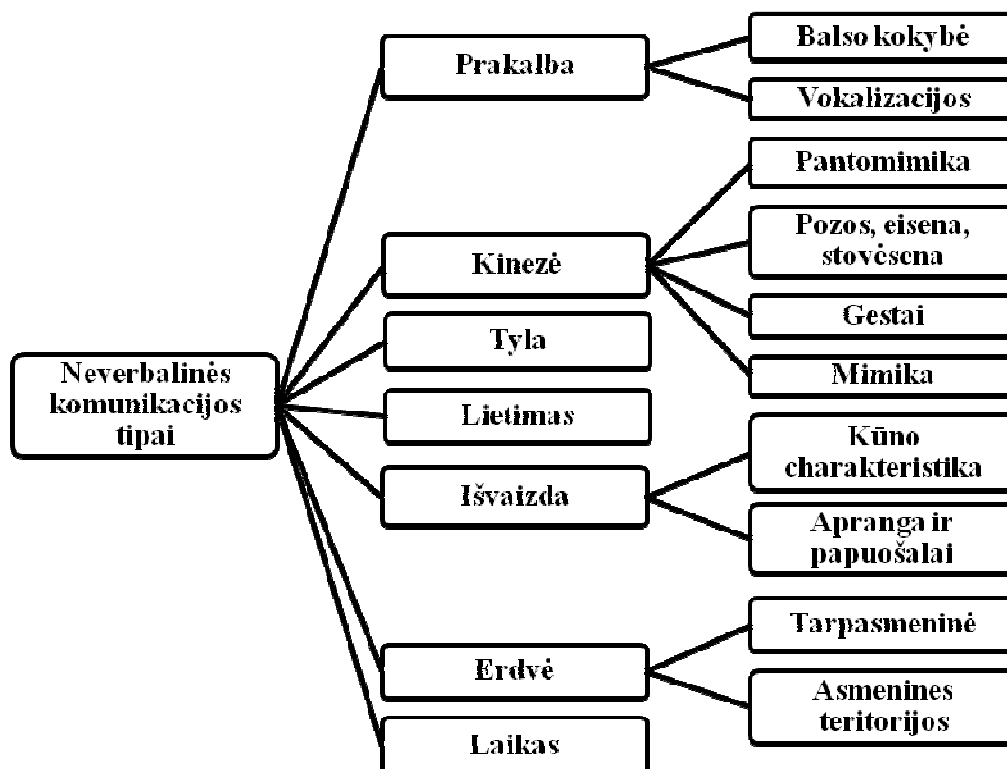 Neverbalinės
komunikacijos
tipai
Prakalba
Balso kokybė
Vokalizacijos
Kinezė
Pantomimika
Pozos, eisena,
stovėsena
Gestai
Mimika
Tyla
Lietimas
Išvaizda
Kūno
charakteristika
Apranga ir
papuošalai
Erdvė
Tarpasmeninė
Asmenines
teritorijos
Laikas